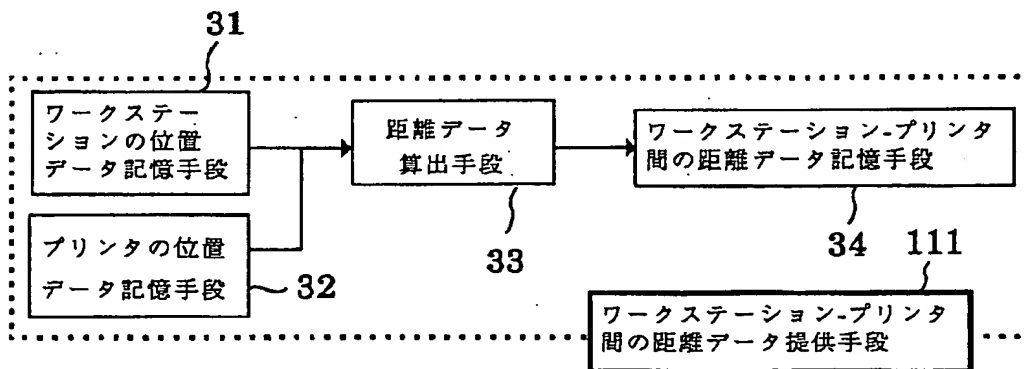 31
ワークステー
ションの位置
データ記憶手段
距離データ
算出手段
33
ワークステーション-プリンタ
間の距離データ記憶手段
34
プリンタの位置
データ記憶手段
32
111
ワークステーション-プリンタ
間の距離データ提供手段